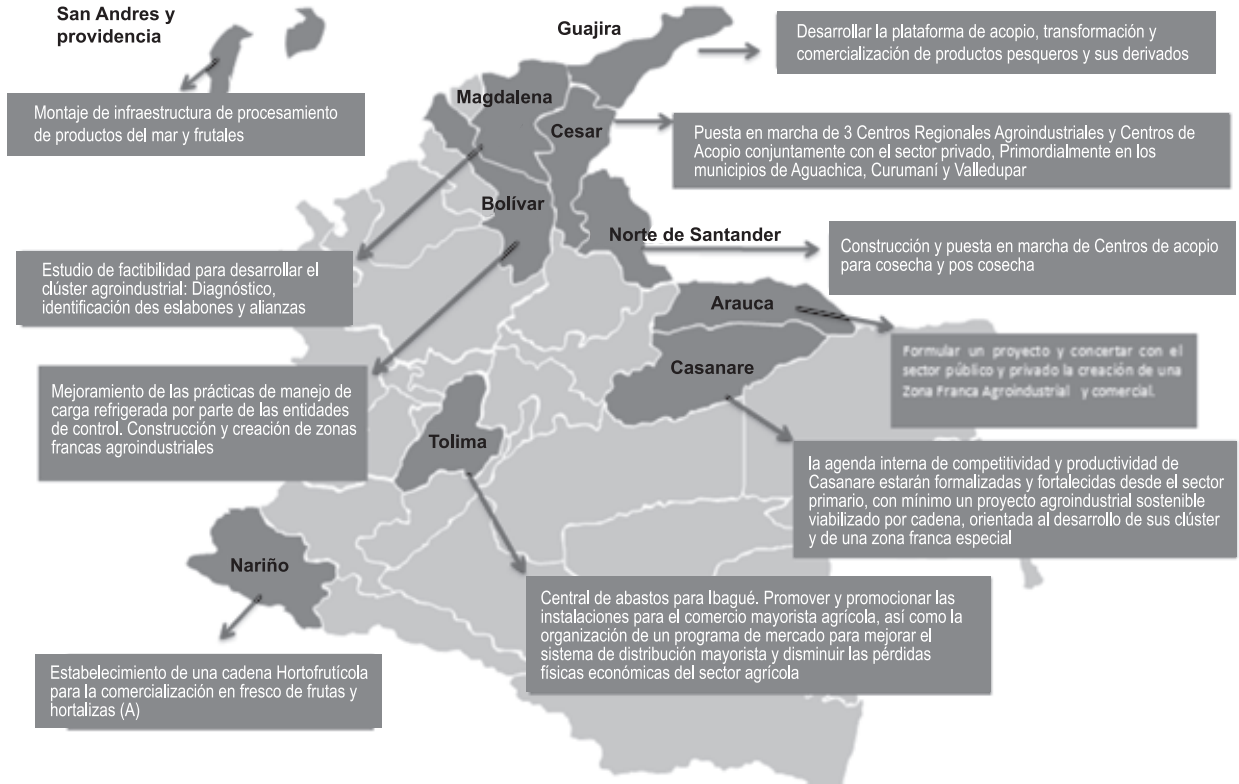 San Andres y
providencia
Montaje de infraestructura de procesamiento
de productos del mar y frutales
Guajira
Desarrollar la plataforma de acopio, transformación y
comercialización de productos pesqueros y sus derivados
Magdalena
Cesar
Puesta en marcha de 3 Centros Regionales Agroindustriales y Centros de
Acopio conjuntamente con el sector privado, Primordialmente en los
municipios de Aguachica, Curumaní y Valledupar
Bolívar
Norte de Santander
Construcción y puesta en marcha de Centros de acopio
para cosecha y pos cosecha
Estudio de factibilidad para desarrollar el
clúster agroindustrial: Diagnóstico,
identificación des eslabones y alianzas
Arauca
Formular un proyecto y concertar con el
sector público y privado la creación de una
Zona Franca Agroindustrial y comercial.
Casanare
Mejoramiento de las prácticas de manejo de
carga refrigerada por parte de las entidades
de control. Construcción y creación de zonas
francas agroindustriales
Tolima
la agenda interna de competitividad y productividad de
Casanare estarán formalizadas y fortalecidas desde el sector
primario, con mínimo un proyecto agroindustrial sostenible
viabilizado por cadena, orientada al desarrollo de sus clúster
y de una zona franca especial
Nariño
Central de abastos para Ibagué. Promover y promocionar las
instalaciones para el comercio mayorista agrícola, así como la
organización de un programa de mercado para mejorar el
sistema de distribución mayorista y disminuir las pérdidas
físicas económicas del sector agrícola
Estabelecimiento de una cadena Hortofrutícola
para la comercialización en fresco de frutas y
hortalizas (A)